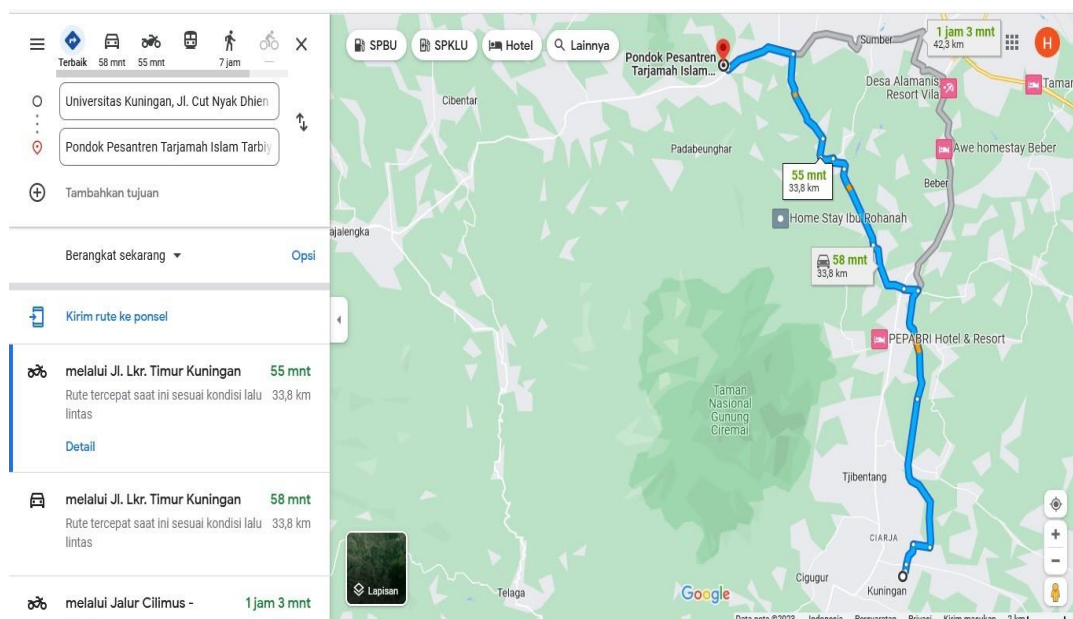 Terbaik 58 mnt 55 mnt 7 jam —
Universitas Kuningan, Jl. Cut Nyak Dhien
Pondok Pesantren Tarjamah Islam Tarbiy
Tambahkan tujuan
Berangkat sekarang
Opsi
Kirim rute ke ponsel
melalui Jl. Lkr. Timur Kuningan 55 mnt
Rute tercepat saat ini sesuai kondisi lalu 33,8 km
lintas
Detail
melalui Jl. Lkr. Timur Kuningan 58 mnt
Rute tercepat saat ini sesuai kondisi lalu 33,8 km
lintas
melalui Jalur Cilimus - 1 jam 3 mnt
SPBU
SPKLU
Hotel
Lainnya
H
1 jam 3 mnt
42,3 km
Sumber
Pondok Pesantren
Tarjamah Islam...
Desa Alamanis
Resort Vila
Taman
Cibentar
Padabeunghar
Awe homestay Beber
Beber
55 mnt
33,8 km
Home Stay Ibu Rohanah
ajalengka
58 mnt
33,8 km
PEPABRI Hotel & Resort
Taman
Nasional
Gunung
Ciremai
Tjibentang
CIARJA
Cigugur
Kuningan
Telaga
Lapisan
Google
Data peta ©2023 Indonesia Persyaratan Privasi Kirim masukan 2 km